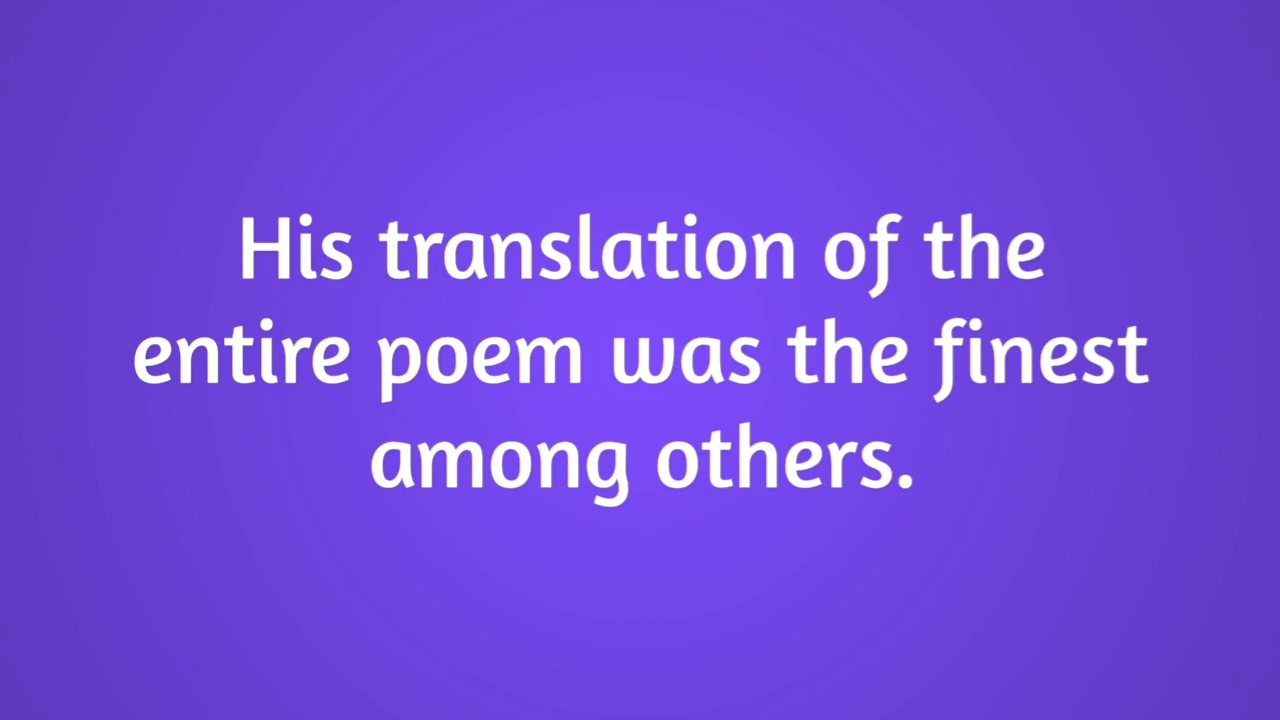 His translation of the
entire poem was the finest
among others.